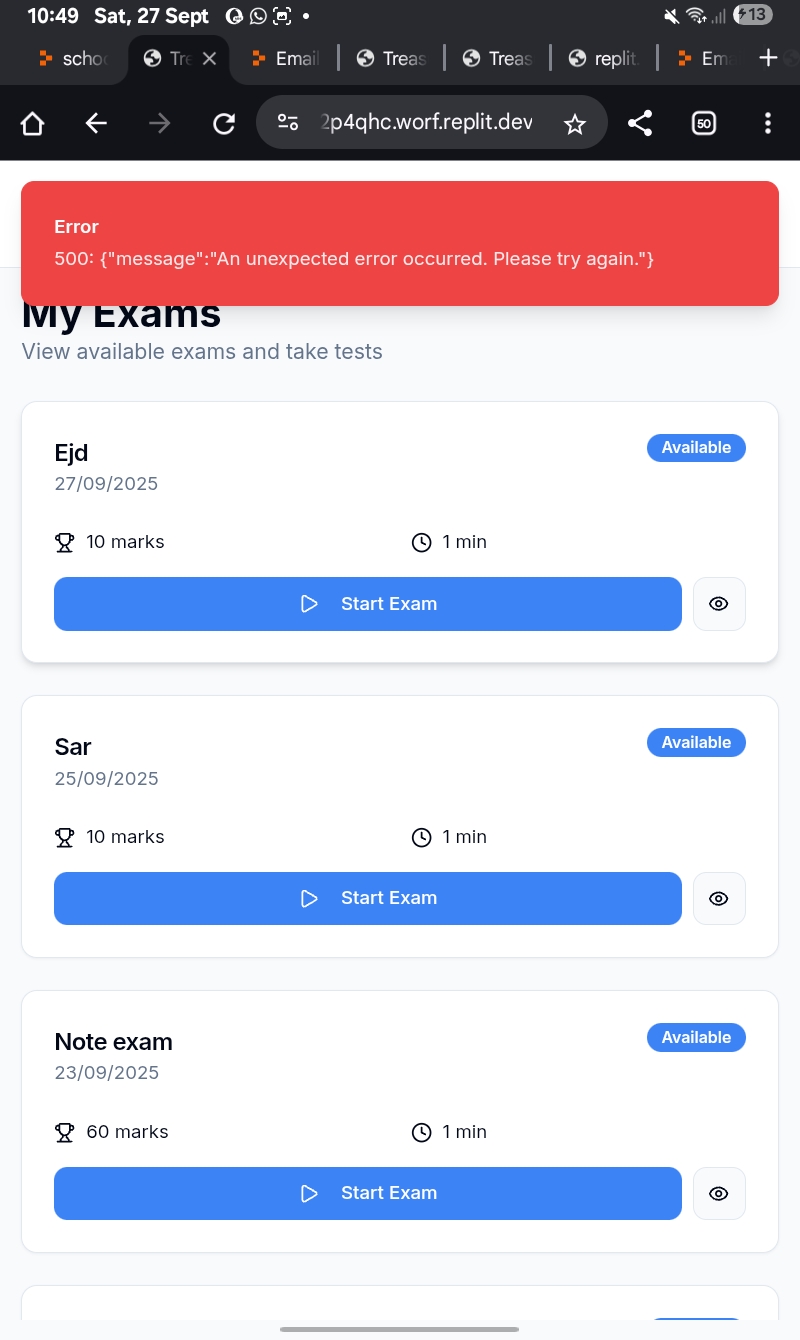 10:49 Sat, 27 Sept
13
schoo
Tre
Email
Treas
Treas
replit.
Ema
2p4qhc.worf.replit.dev
50
Error
500: {"message":"An unexpected error occurred. Please try again."}
My Exams
View available exams and take tests
Ejd
Available
27/09/2025
10 marks
1 min
Start Exam
Sar
Available
25/09/2025
10 marks
1 min
Start Exam
Note exam
Available
23/09/2025
60 marks
1 min
Start Exam